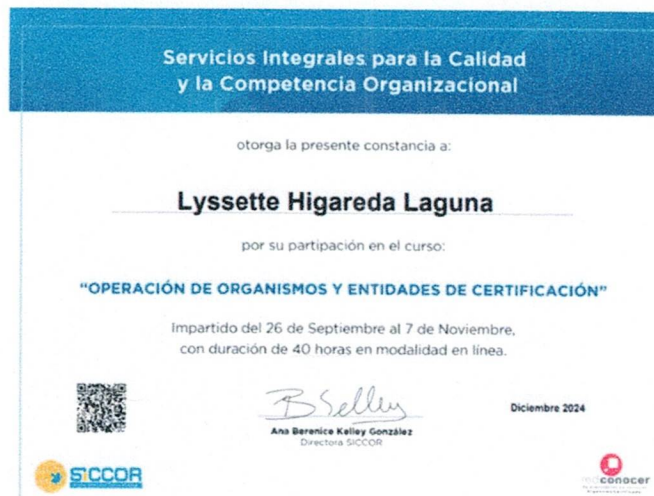 Servicios Integrales para la Calidad
y la Competencia Organizacional
otorga la presente constancia a:
Lyssette Higareda Laguna
por su partipación en el curso:
“OPERACIÓN DE ORGANISMOS Y ENTIDADES DE CERTIFICACIÓN”
Impartido del 26 de Septiembre al 7 de Noviembre,
con duración de 40 horas en modalidad en línea.
Ana Berenice Kelley González
Directora SICCOR
Diciembre 2024
SICCOR
redconocer